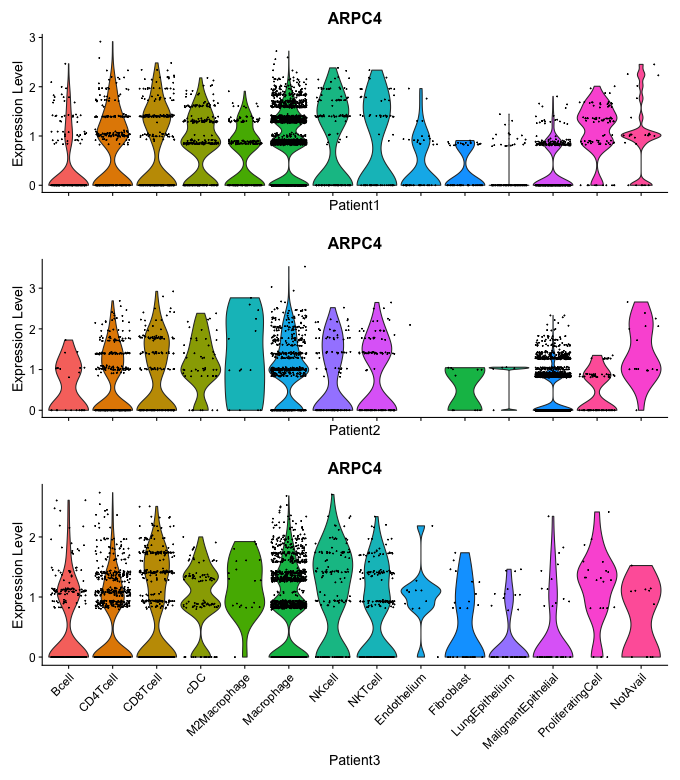 ARPC4
Expression Level
3
2
1
0
Patient1
ARPC4
Expression Level
3
2
1
0
Patient2
ARPC4
Expression Level
2
1
0
Bcell
CD4Tcell
CD8Tcell
cDC
M2Macrophage
Macrophage
NKcell
NKTcell
Endothelium
Fibroblast
LungEpithelium
MalignantEpithelial
ProliferatingCell
NotAvail
Patient3